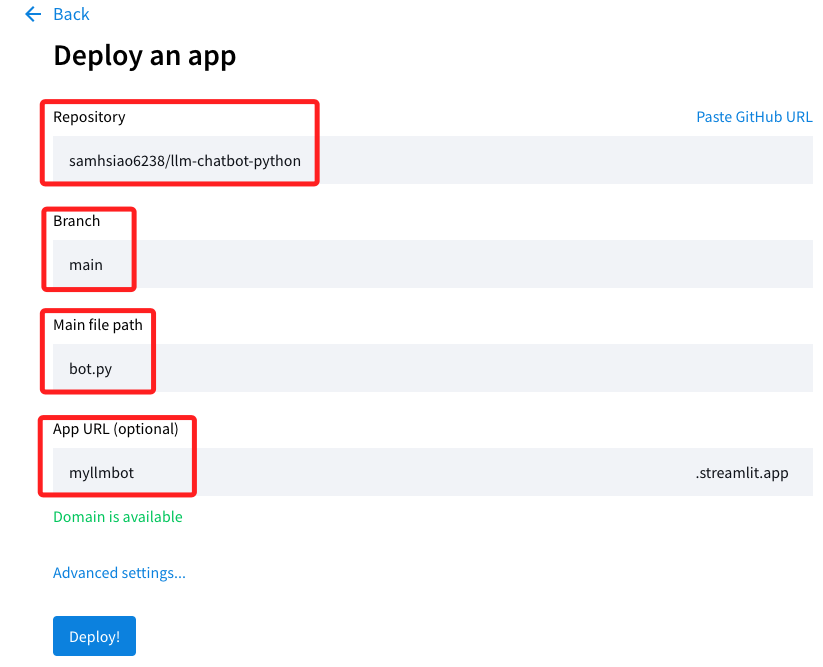 Back
Deploy an app
Repository
Paste GitHub URL
samhsiao6238/llm-chatbot-python
Branch
main
Main file path
bot.py
App URL (optional)
myllmbot
.streamlit.app
Domain is available
Advanced settings...
Deploy!